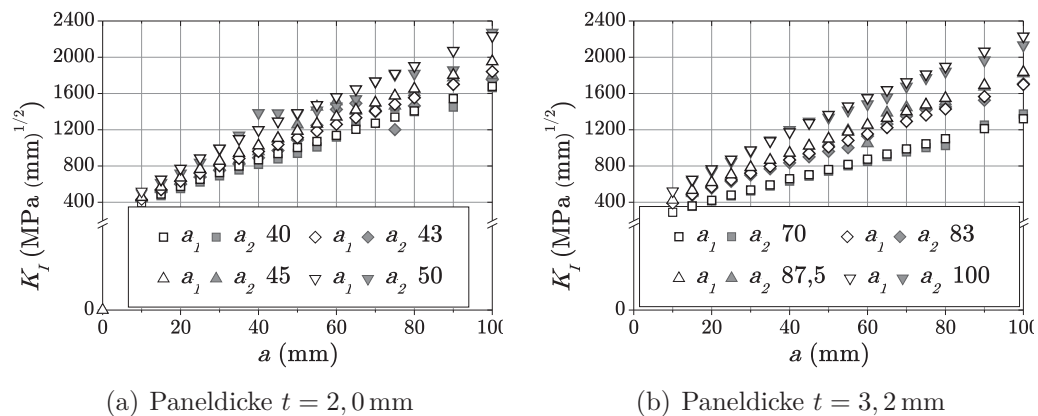 2400
2000
1600
1200
800
400
0
K_I (MPa (mm)^1/2)
a_1 a_2 40 a_1 a_2 43
a_1 a_2 45 a_1 a_2 50
0 20 40 60 80 100
a (mm)
(a) Paneldicke t = 2, 0 mm
2400
2000
1600
1200
800
400
0
K_I (MPa (mm)^1/2)
a_1 a_2 70 a_1 a_2 83
a_1 a_2 87,5 a_1 a_2 100
0 20 40 60 80 100
a (mm)
(b) Paneldicke t = 3, 2 mm